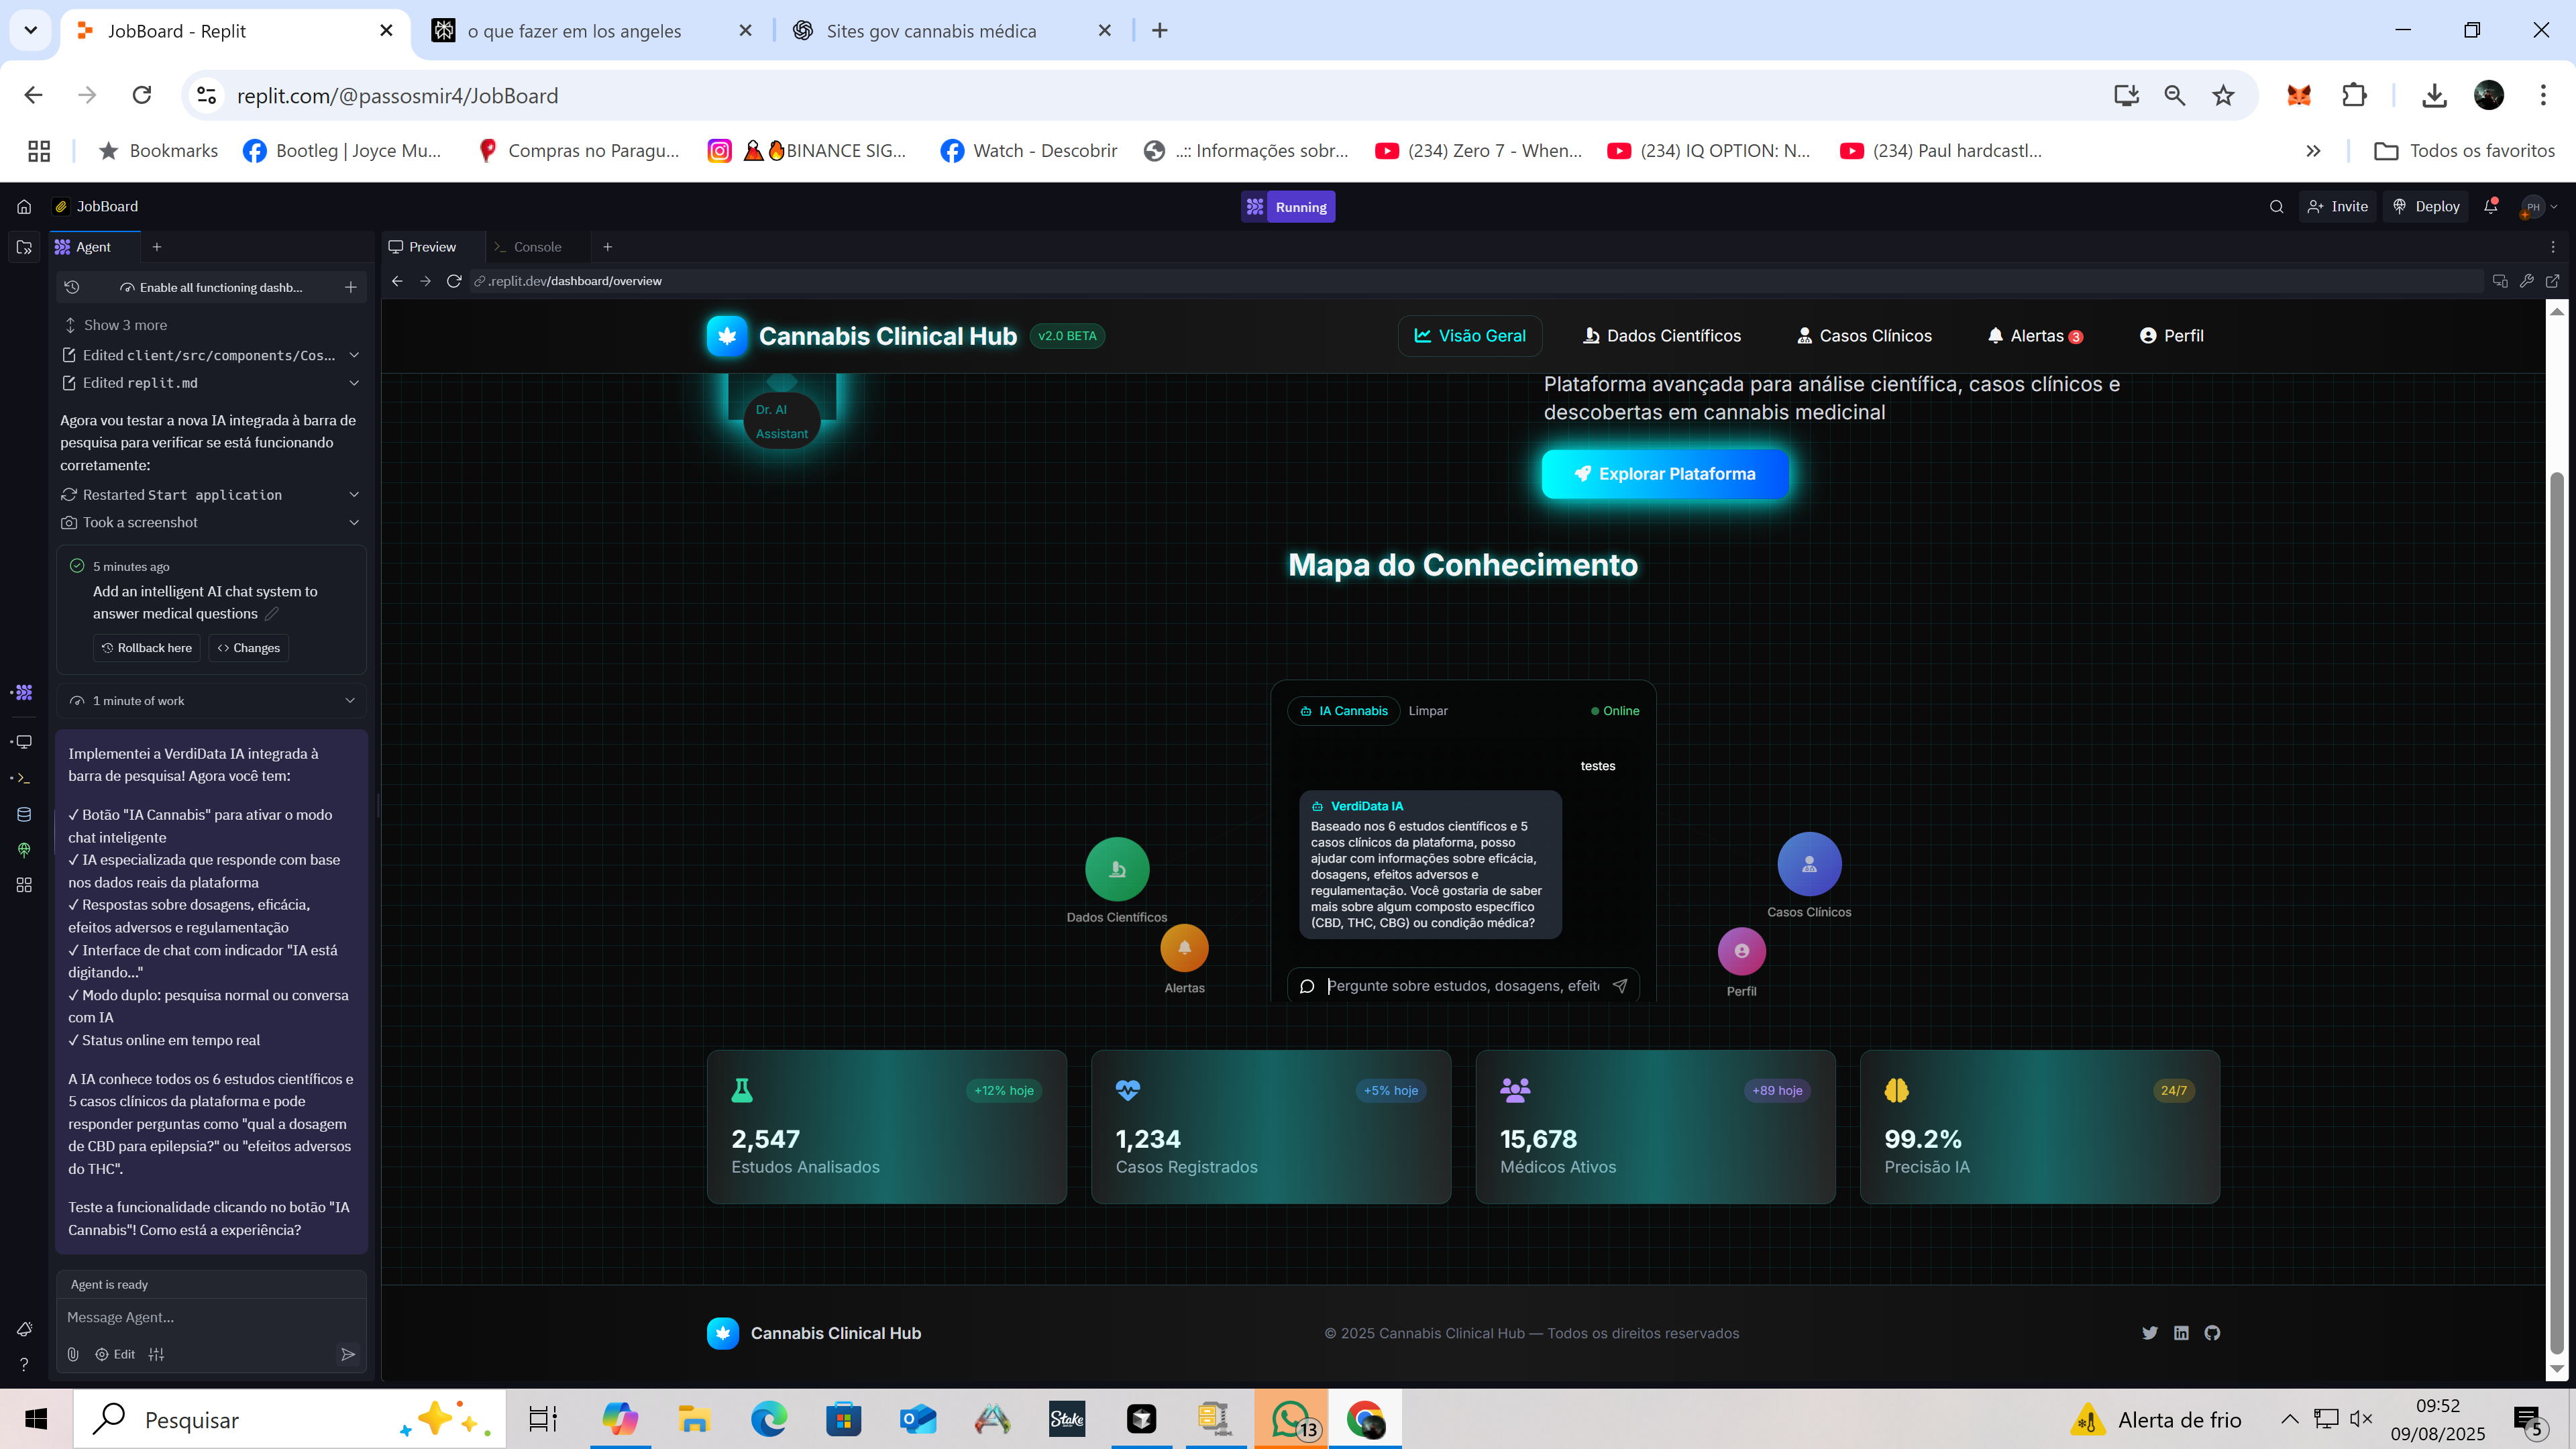 JobBoard - Replit
o que fazer em los angeles
Sites gov cannabis médica
replit.com/@passosmir4/JobBoard
Bookmarks
Bootleg | Joyce Mu...
Compras no Paragu...
BINANCE SIG...
Watch - Descobrir
..:: Informações sobr...
(234) Zero 7 - When...
(234) IQ OPTION: N...
(234) Paul hardcastl...
Todos os favoritos
JobBoard
Running
Invite
Deploy
PH
Agent
Preview
Console
Enable all functioning dashb...
.replit.dev/dashboard/overview
Show 3 more
Edited client/src/components/Cos...
Edited replit.md
Agora vou testar a nova IA integrada à barra de
pesquisa para verificar se está funcionando
corretamente:
Restarted Start application
Took a screenshot
5 minutes ago
Add an intelligent AI chat system to
answer medical questions
Rollback here
Changes
1 minute of work
Implementei a VerdiData IA integrada à
barra de pesquisa! Agora você tem:
✓ Botão "IA Cannabis" para ativar o modo
chat inteligente
✓ IA especializada que responde com base
nos dados reais da plataforma
✓ Respostas sobre dosagens, eficácia,
efeitos adversos e regulamentação
✓ Interface de chat com indicador "IA está
digitando..."
✓ Modo duplo: pesquisa normal ou conversa
com IA
✓ Status online em tempo real
A IA conhece todos os 6 estudos científicos e
5 casos clínicos da plataforma e pode
responder perguntas como "qual a dosagem
de CBD para epilepsia?" ou "efeitos adversos
do THC".
Teste a funcionalidade clicando no botão "IA
Cannabis"! Como está a experiência?
Agent is ready
Message Agent...
Edit
Cannabis Clinical Hub
v2.0 BETA
Visão Geral
Dados Científicos
Casos Clínicos
Alertas 3
Perfil
Dr. AI
Assistant
Plataforma avançada para análise científica, casos clínicos e
descobertas em cannabis medicinal
Explorar Plataforma
Mapa do Conhecimento
IA Cannabis
Limpar
Online
testes
VerdiData IA
Baseado nos 6 estudos científicos e 5
casos clínicos da plataforma, posso
ajudar com informações sobre eficácia,
dosagens, efeitos adversos e
regulamentação. Você gostaria de saber
mais sobre algum composto específico
(CBD, THC, CBG) ou condição médica?
Pergunte sobre estudos, dosagens, efeit
Dados Científicos
Alertas
Casos Clínicos
Perfil
+12% hoje
2,547
Estudos Analisados
+5% hoje
1,234
Casos Registrados
+89 hoje
15,678
Médicos Ativos
24/7
99.2%
Precisão IA
Cannabis Clinical Hub
© 2025 Cannabis Clinical Hub — Todos os direitos reservados
Pesquisar
Stake
13
Alerta de frio
09:52
09/08/2025
5